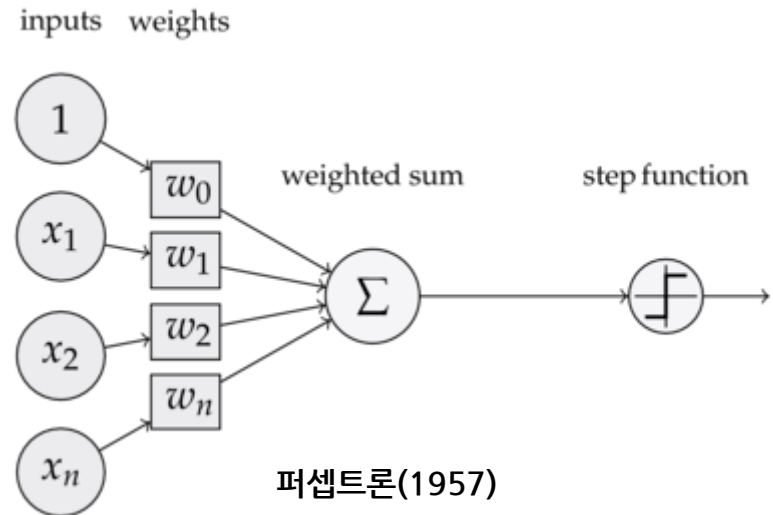 inputs weights
1
w₀
weighted sum
step function
x₁
w₁
Σ
x₂
w₂
wₙ
xₙ
퍼셉트론(1957)